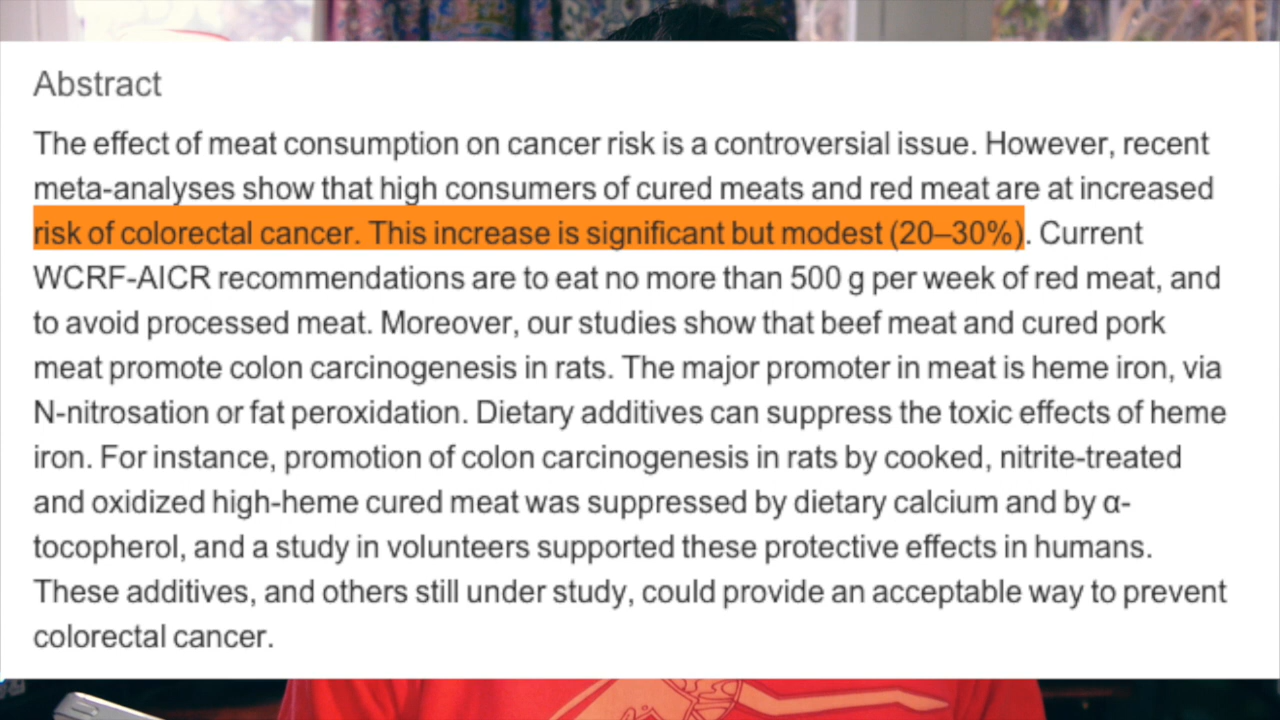 Abstract
The effect of meat consumption on cancer risk is a controversial issue. However, recent
meta-analyses show that high consumers of cured meats and red meat are at increased
risk of colorectal cancer. This increase is significant but modest (20–30%). Current
WCRF-AICR recommendations are to eat no more than 500 g per week of red meat, and
to avoid processed meat. Moreover, our studies show that beef meat and cured pork
meat promote colon carcinogenesis in rats. The major promoter in meat is heme iron, via
N-nitrosation or fat peroxidation. Dietary additives can suppress the toxic effects of heme
iron. For instance, promotion of colon carcinogenesis in rats by cooked, nitrite-treated
and oxidized high-heme cured meat was suppressed by dietary calcium and by α-
tocopherol, and a study in volunteers supported these protective effects in humans.
These additives, and others still under study, could provide an acceptable way to prevent
colorectal cancer.